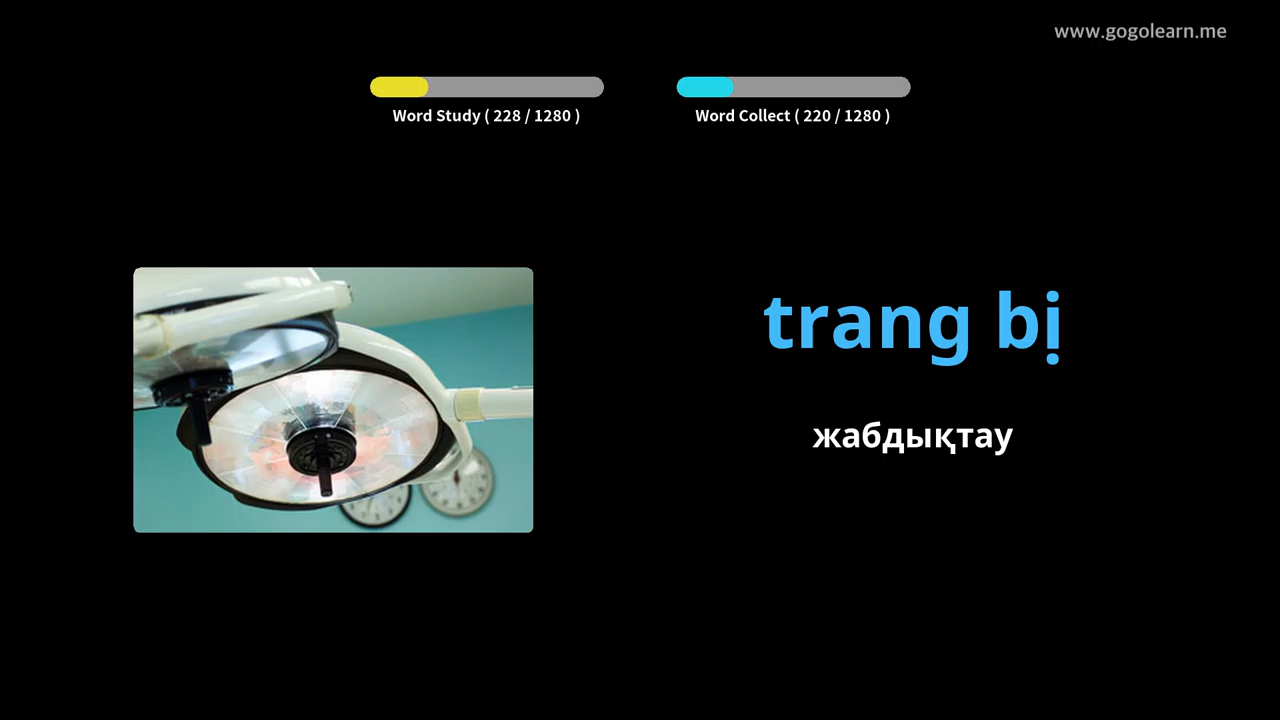 www.gogolearn.me
Word Study ( 228 / 1280 )
Word Collect ( 220 / 1280 )
trang bị
жабдықтау